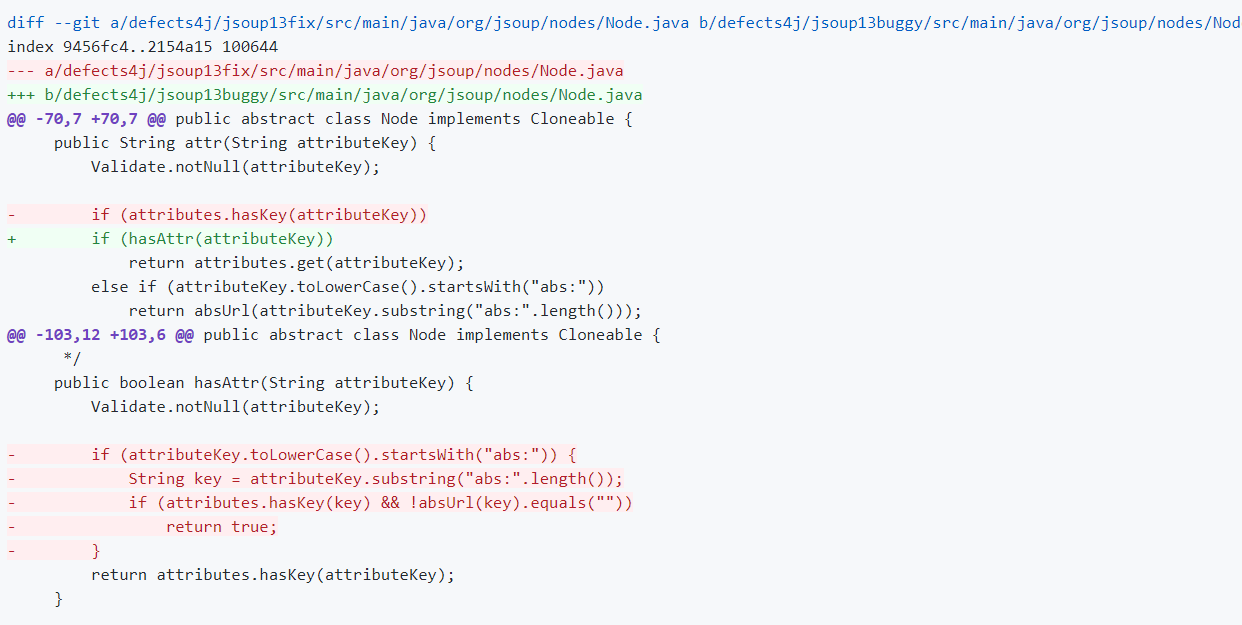 diff --git a/defects4j/jsoup13fix/src/main/java/org/jsoup/nodes/Node.java b/defects4j/jsoup13buggy/src/main/java/org/jsoup/nodes/Nod
index 9456fc4..2154a15 100644
--- a/defects4j/jsoup13fix/src/main/java/org/jsoup/nodes/Node.java
+++ b/defects4j/jsoup13buggy/src/main/java/org/jsoup/nodes/Node.java
@@ -70,7 +70,7 @@ public abstract class Node implements Cloneable {
     public String attr(String attributeKey) {
         Validate.notNull(attributeKey);
-        if (attributes.hasKey(attributeKey))
+        if (hasAttr(attributeKey))
             return attributes.get(attributeKey);
         else if (attributeKey.toLowerCase().startsWith("abs:"))
             return absUrl(attributeKey.substring("abs:".length()));
@@ -103,12 +103,6 @@ public abstract class Node implements Cloneable {
      */
     public boolean hasAttr(String attributeKey) {
         Validate.notNull(attributeKey);
-        if (attributeKey.toLowerCase().startsWith("abs:")) {
-            String key = attributeKey.substring("abs:".length());
-            if (attributes.hasKey(key) && !absUrl(key).equals(""))
-                return true;
-        }
         return attributes.hasKey(attributeKey);
     }